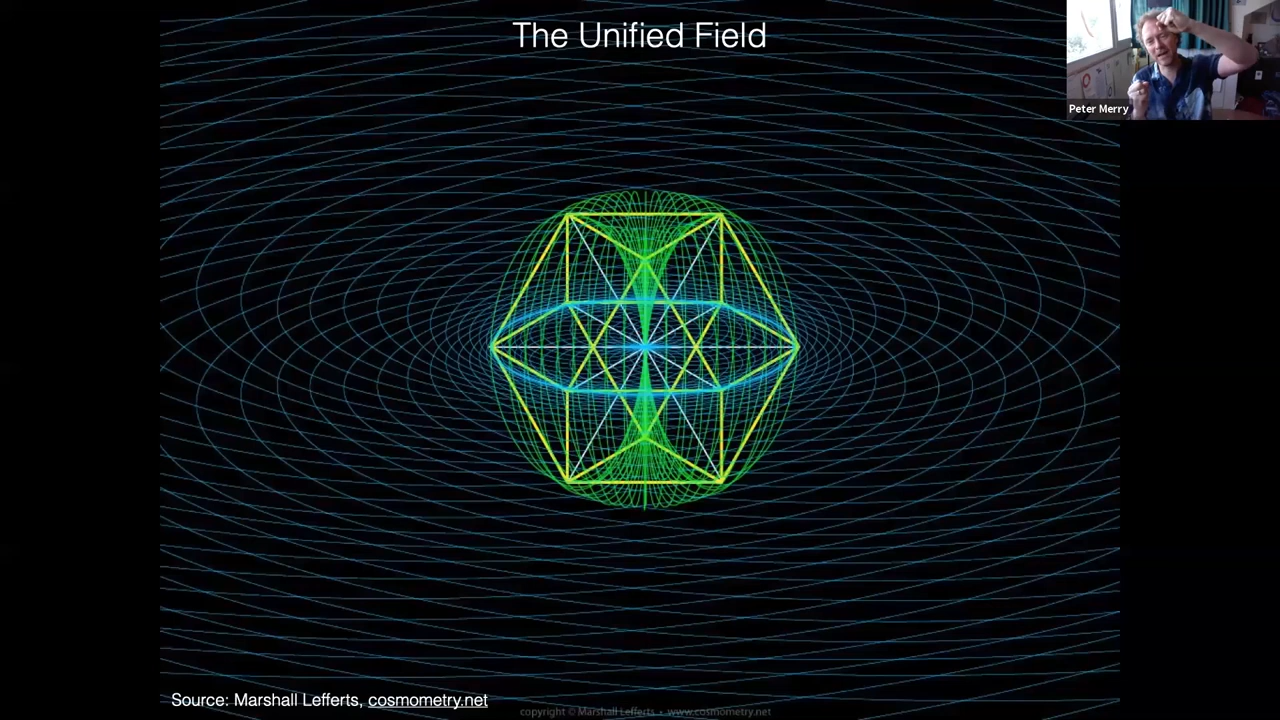 The Unified Field
Peter Merry
Source: Marshall Lefferts, cosmometry.net
copyright © Marshall Lefferts • www.cosmometry.net